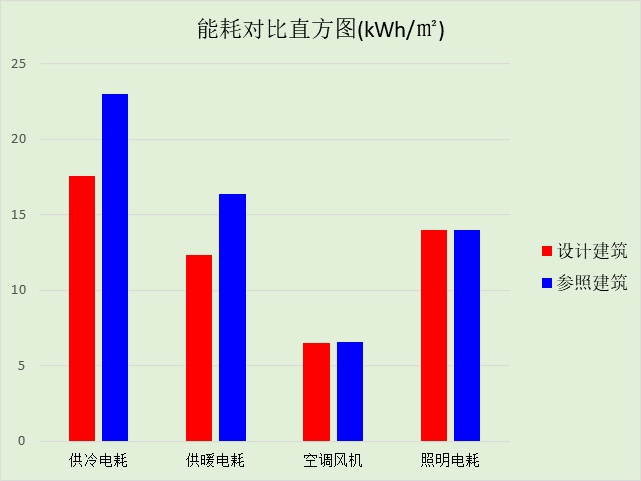 能耗对比直方图(kWh/㎡)
25
20
15
10
5
0
供冷电耗
供暖电耗
空调风机
照明电耗
设计建筑
参照建筑